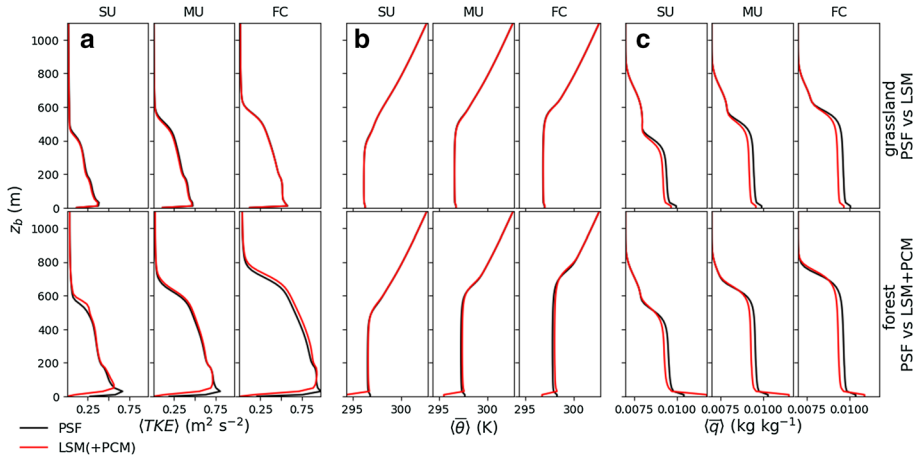 SU MU FC SU MU FC SU MU FC
a b c
1000
800
600
400
200
0
grassland
PSF vs LSM
z_b (m)
1000
800
600
400
200
0
forest
PSF vs LSM+PCM
0.25 0.75 0.25 0.75 0.25 0.75 295 300 295 300 295 300 0.0075 0.0100 0.0075 0.0100 0.0075 0.0100
⟨TKE⟩ (m² s⁻²) ⟨θ̅⟩ (K) ⟨q̅⟩ (kg kg⁻¹)
PSF
LSM(+PCM)